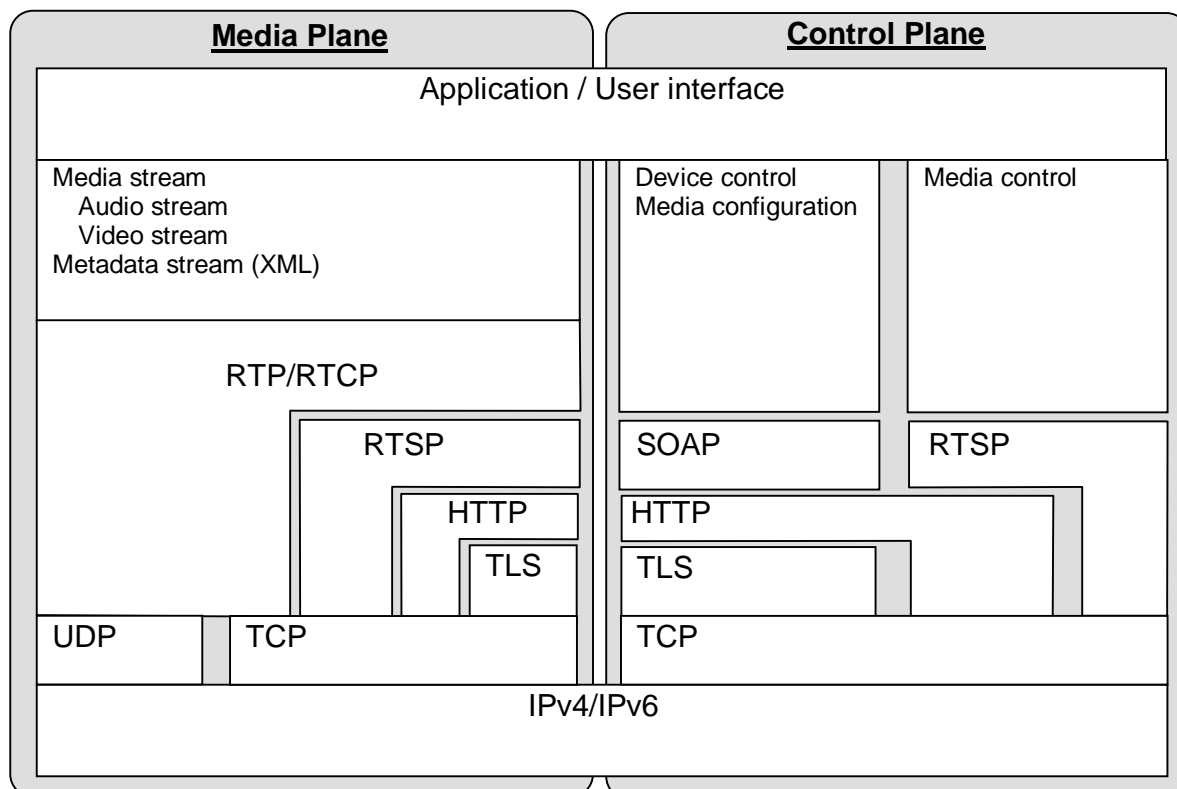 Media Plane
Control Plane
Application / User interface
Media stream
Audio stream
Video stream
Metadata stream (XML)
Device control
Media configuration
Media control
RTP/RTCP
RTSP
SOAP
RTSP
HTTP
HTTP
TLS
TLS
UDP
TCP
TCP
IPv4/IPv6